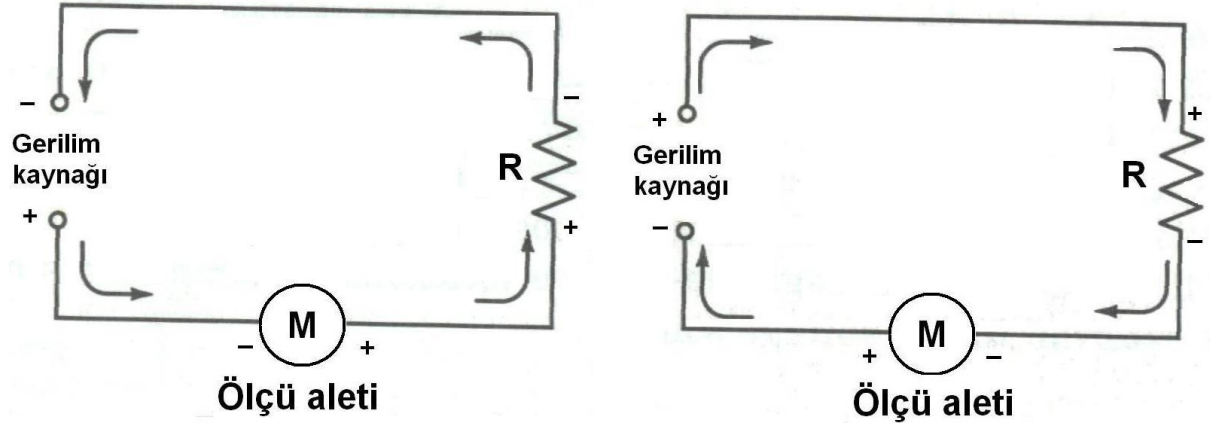 −
Gerilim
kaynağı
+
−
R
+
M
− +
Ölçü aleti
+
Gerilim
kaynağı
−
+
R
−
M
+ −
Ölçü aleti